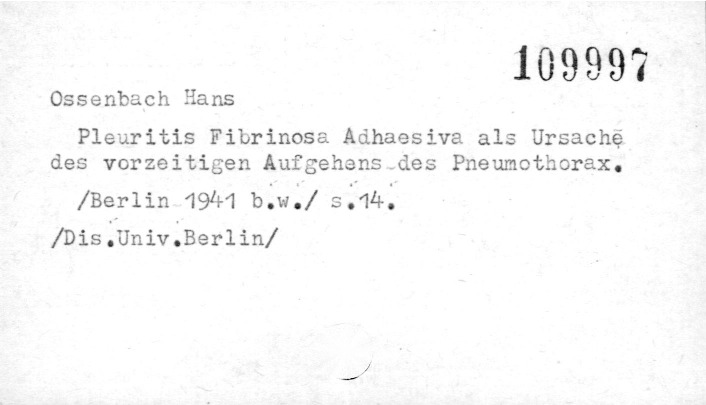 109997
Ossenbach Hans
Pleuritis Fibrinosa Adhaesiva als Ursache
des vorzeitigen Aufgehens des Pneumothorax.
/Berlin 1941 b.w./ s.14.
/Dis.Univ.Berlin/